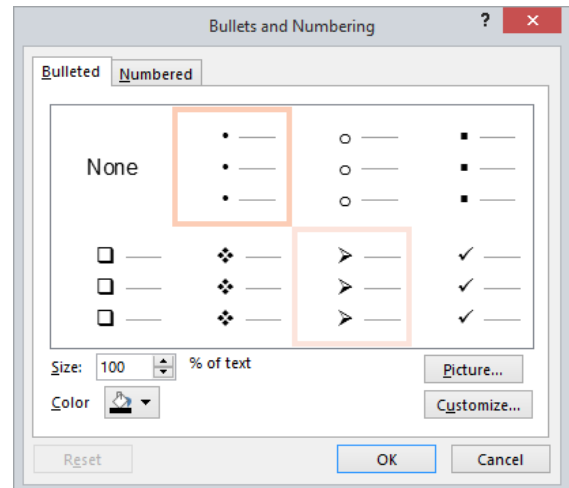 Bullets and Numbering ?
Bulleted Numbered
None
Size: 100 % of text
Picture...
Color
Customize...
Reset OK Cancel